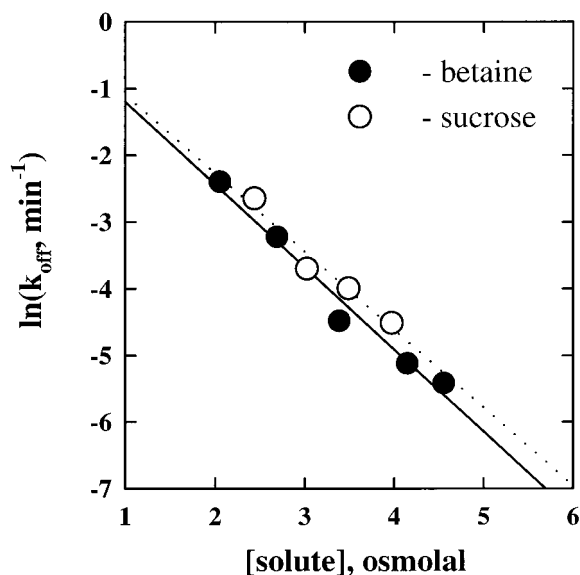 0
-1
-2
-3
-4
-5
-6
-7
ln(k_off, min^-1)
- betaine
- sucrose
1 2 3 4 5 6
[solute], osmolal